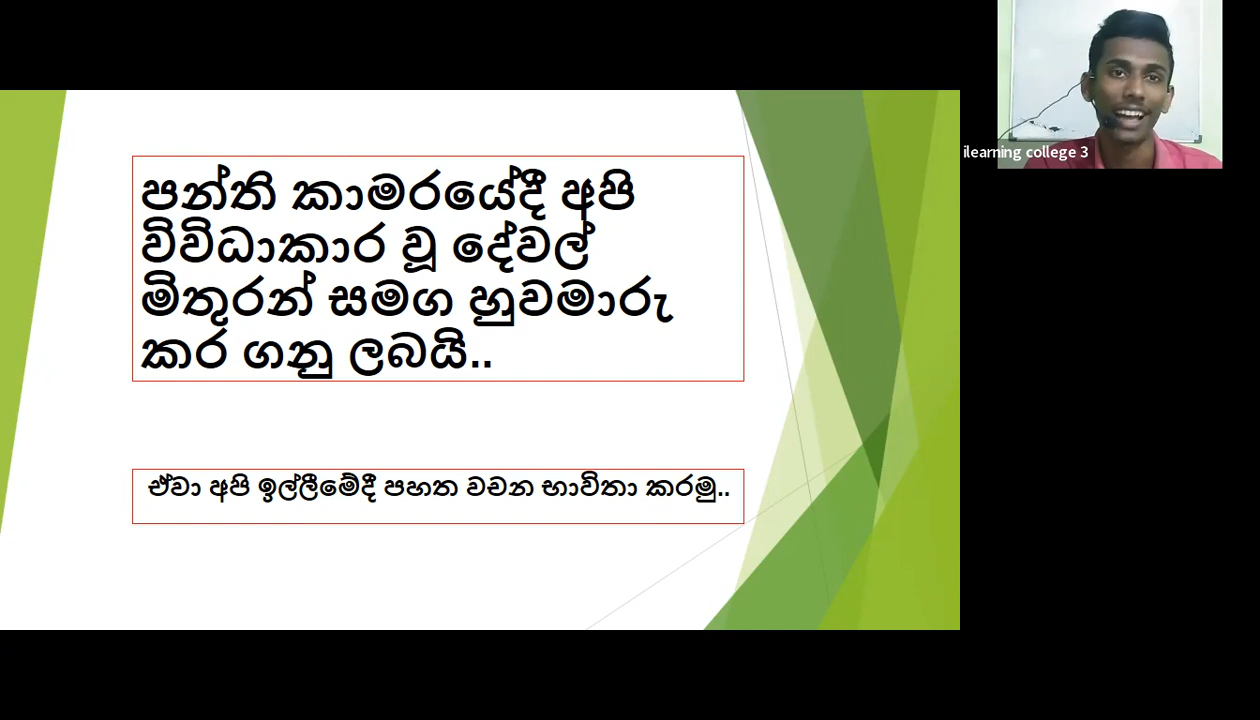 පන්ති කාමරයේදී අපි
විවිධාකාර වූ දේවල්
මිතුරන් සමග හුවමාරු
කර ගනු ලබයි..
ඒවා අපි ඉල්ලීමේදී පහත වචන භාවිතා කරමු..
ilearning college 3